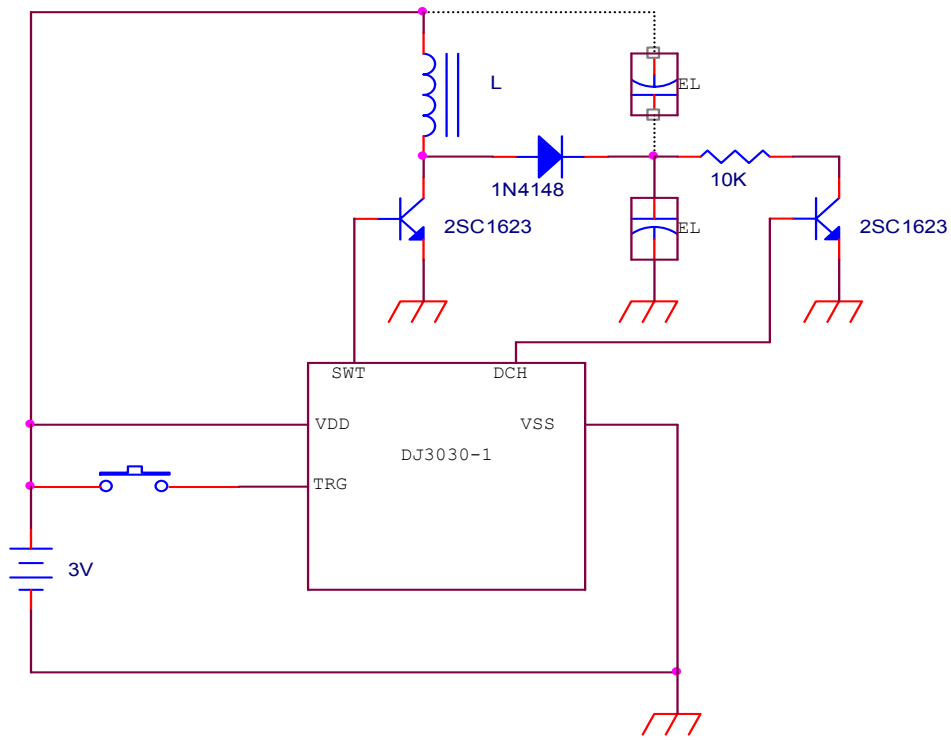 L
EL
1N4148
10K
2SC1623
EL
2SC1623
SWT
DCH
VDD
VSS
DJ3030-1
TRG
3V